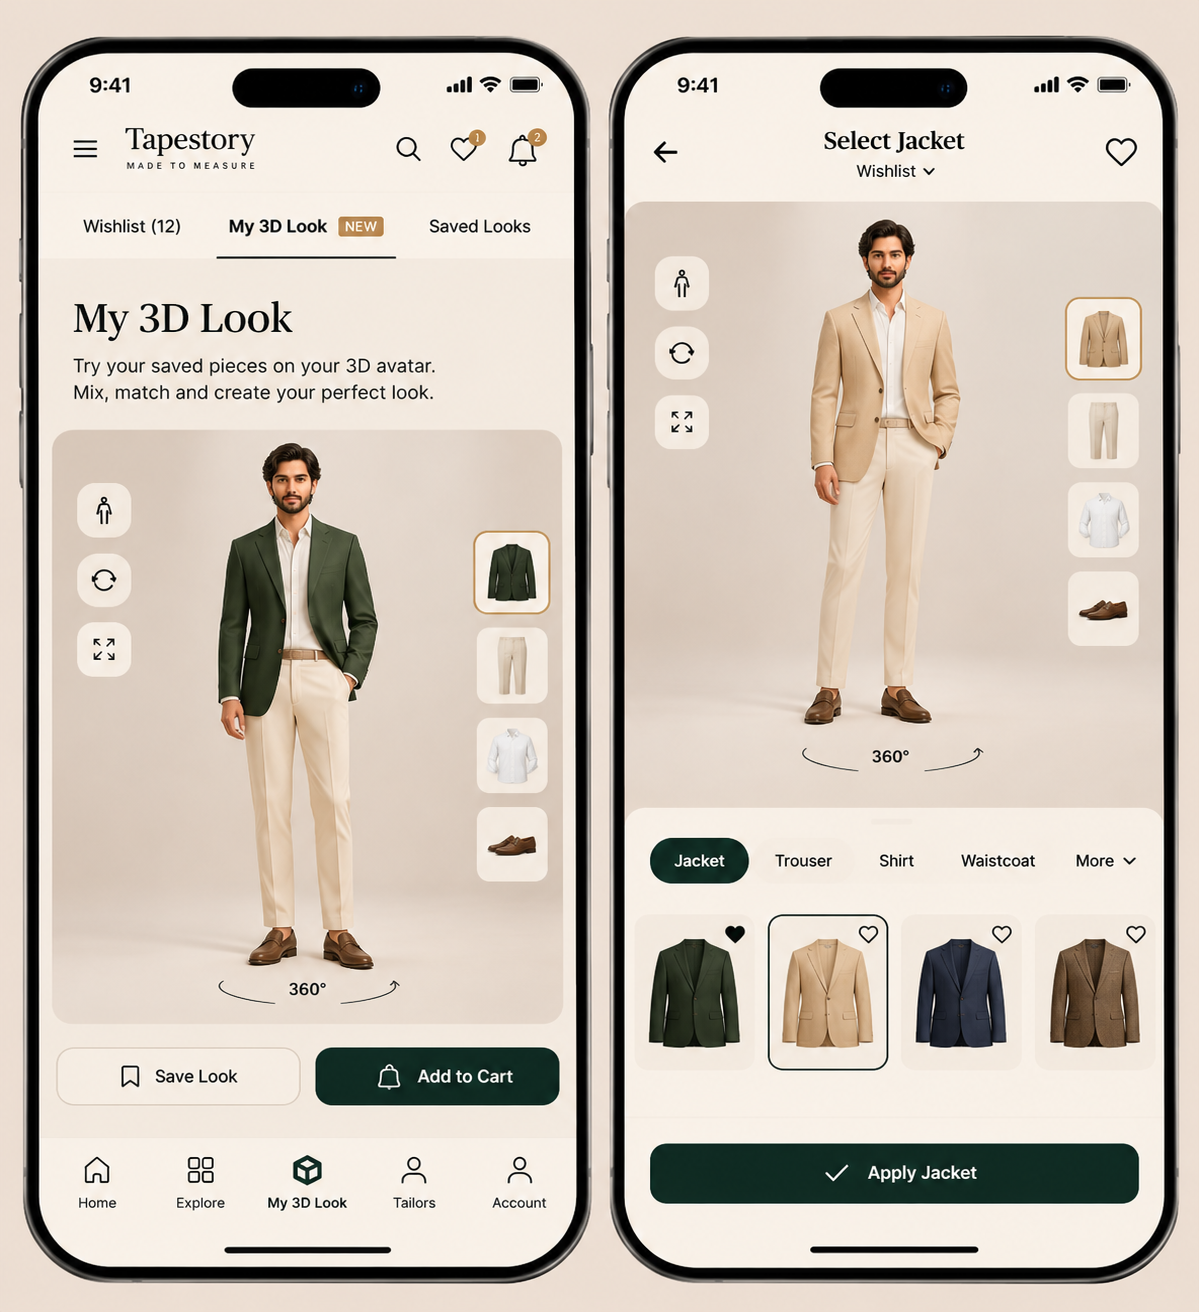 9:41
Tapestory
MADE TO MEASURE
1
2
Wishlist (12)
My 3D Look
NEW
Saved Looks
My 3D Look
Try your saved pieces on your 3D avatar.
Mix, match and create your perfect look.
360°
Save Look
Add to Cart
Home
Explore
My 3D Look
Tailors
Account
9:41
Select Jacket
Wishlist
360°
Jacket
Trouser
Shirt
Waistcoat
More
Apply Jacket